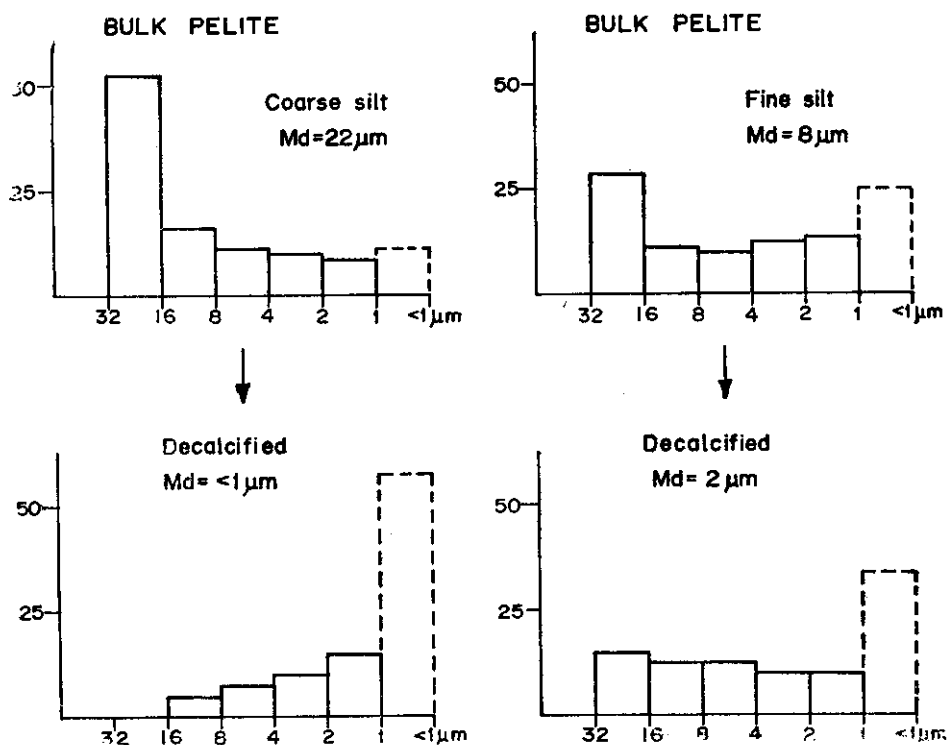 BULK PELITE
50
25
Coarse silt
Md=22μm
32 16 8 4 2 1 <1μm
BULK PELITE
50
25
Fine silt
Md=8μm
32 16 8 4 2 1 <1μm
Decalcified
Md= <1μm
50
25
32 16 8 4 2 1 <1μm
Decalcified
Md= 2μm
50
25
32 16 8 4 2 1 <1μm